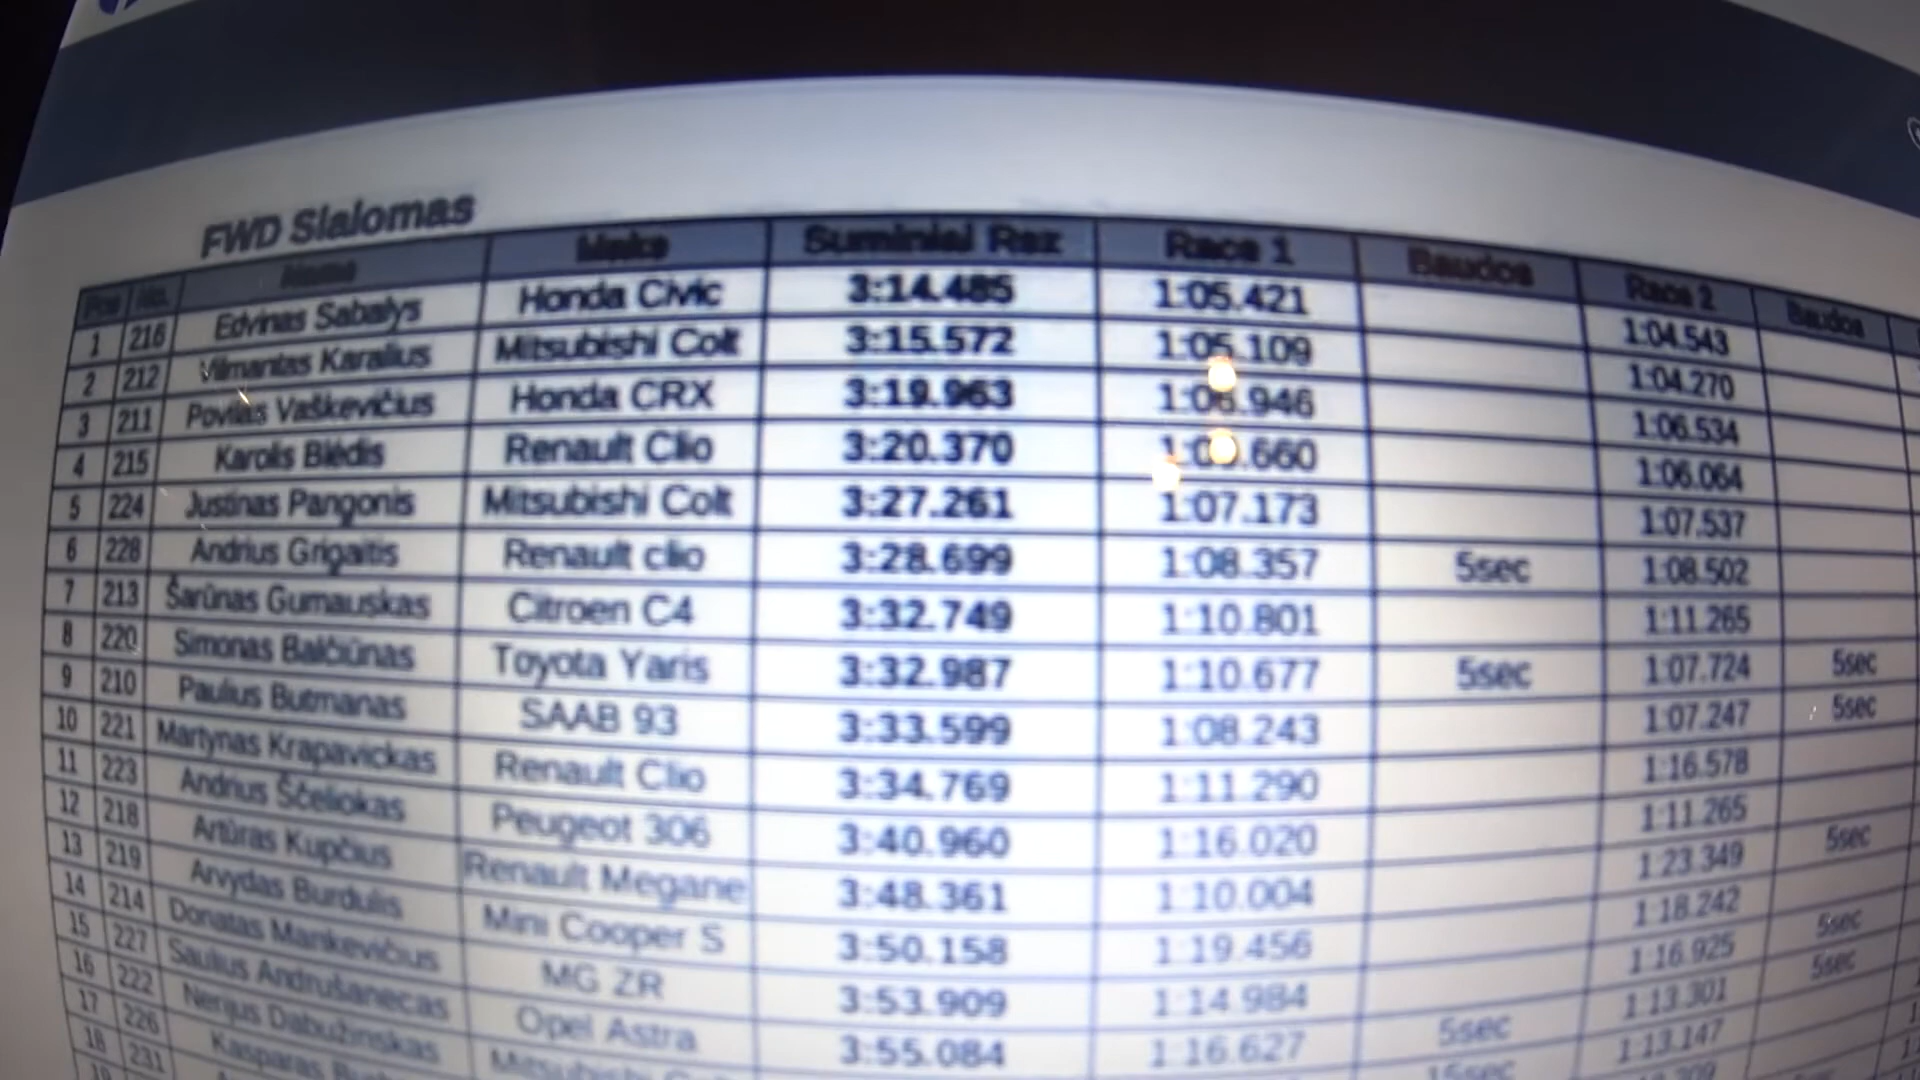 FWD Slalomas
Pos No. Name Make Suminial Rez Race 1 Baudos Race 2 Baudos
1 216 Edvinas Sabalys Honda Civic 3:14.485 1:05.421 1:04.543
2 212 Vilmantas Karalius Mitsubishi Colt 3:15.572 1:05.109 1:04.270
3 211 Povilas Vaškevičius Honda CRX 3:19.963 1:06.946 1:06.534
4 215 Karolis Blėdis Renault Clio 3:20.370 1:06.064
5 224 Justinas Pangonis Mitsubishi Colt 3:27.261 1:07.173 1:07.537
6 228 Andrius Grigaitis Renault clio 3:28.699 1:08.357 5sec 1:08.502
7 213 Šarūnas Gumauskas Citroen C4 3:32.749 1:10.801 1:11.265
8 220 Simonas Balčiūnas Toyota Yaris 3:32.987 1:10.677 5sec 1:07.724 5sec
9 210 Paulius Butmanas SAAB 93 3:33.599 1:08.243 1:07.247 5sec
10 221 Martynas Krapavickas Renault Clio 3:34.769 1:11.290 1:16.578
11 223 Andrius Ščeliokas Peugeot 306 3:40.960 1:16.020 1:11.265
12 218 Artūras Kupčius Renault Megane 3:48.361 1:10.004 1:23.349 5sec
13 219 Arvydas Burdulis Mini Cooper S 3:50.158 1:19.456 1:18.242
14 214 Donatas Mankevičius MG ZR 3:53.909 1:14.984 1:16.925 5sec
15 227 Saulius Andrušanecas Opel Astra 3:55.084 1:16.627 5sec 1:13.301 5sec
16 222 Nerijus Dabužinskas Mitsubishi 15sec 1:13.147
17 226 Kasparas
18 231
19